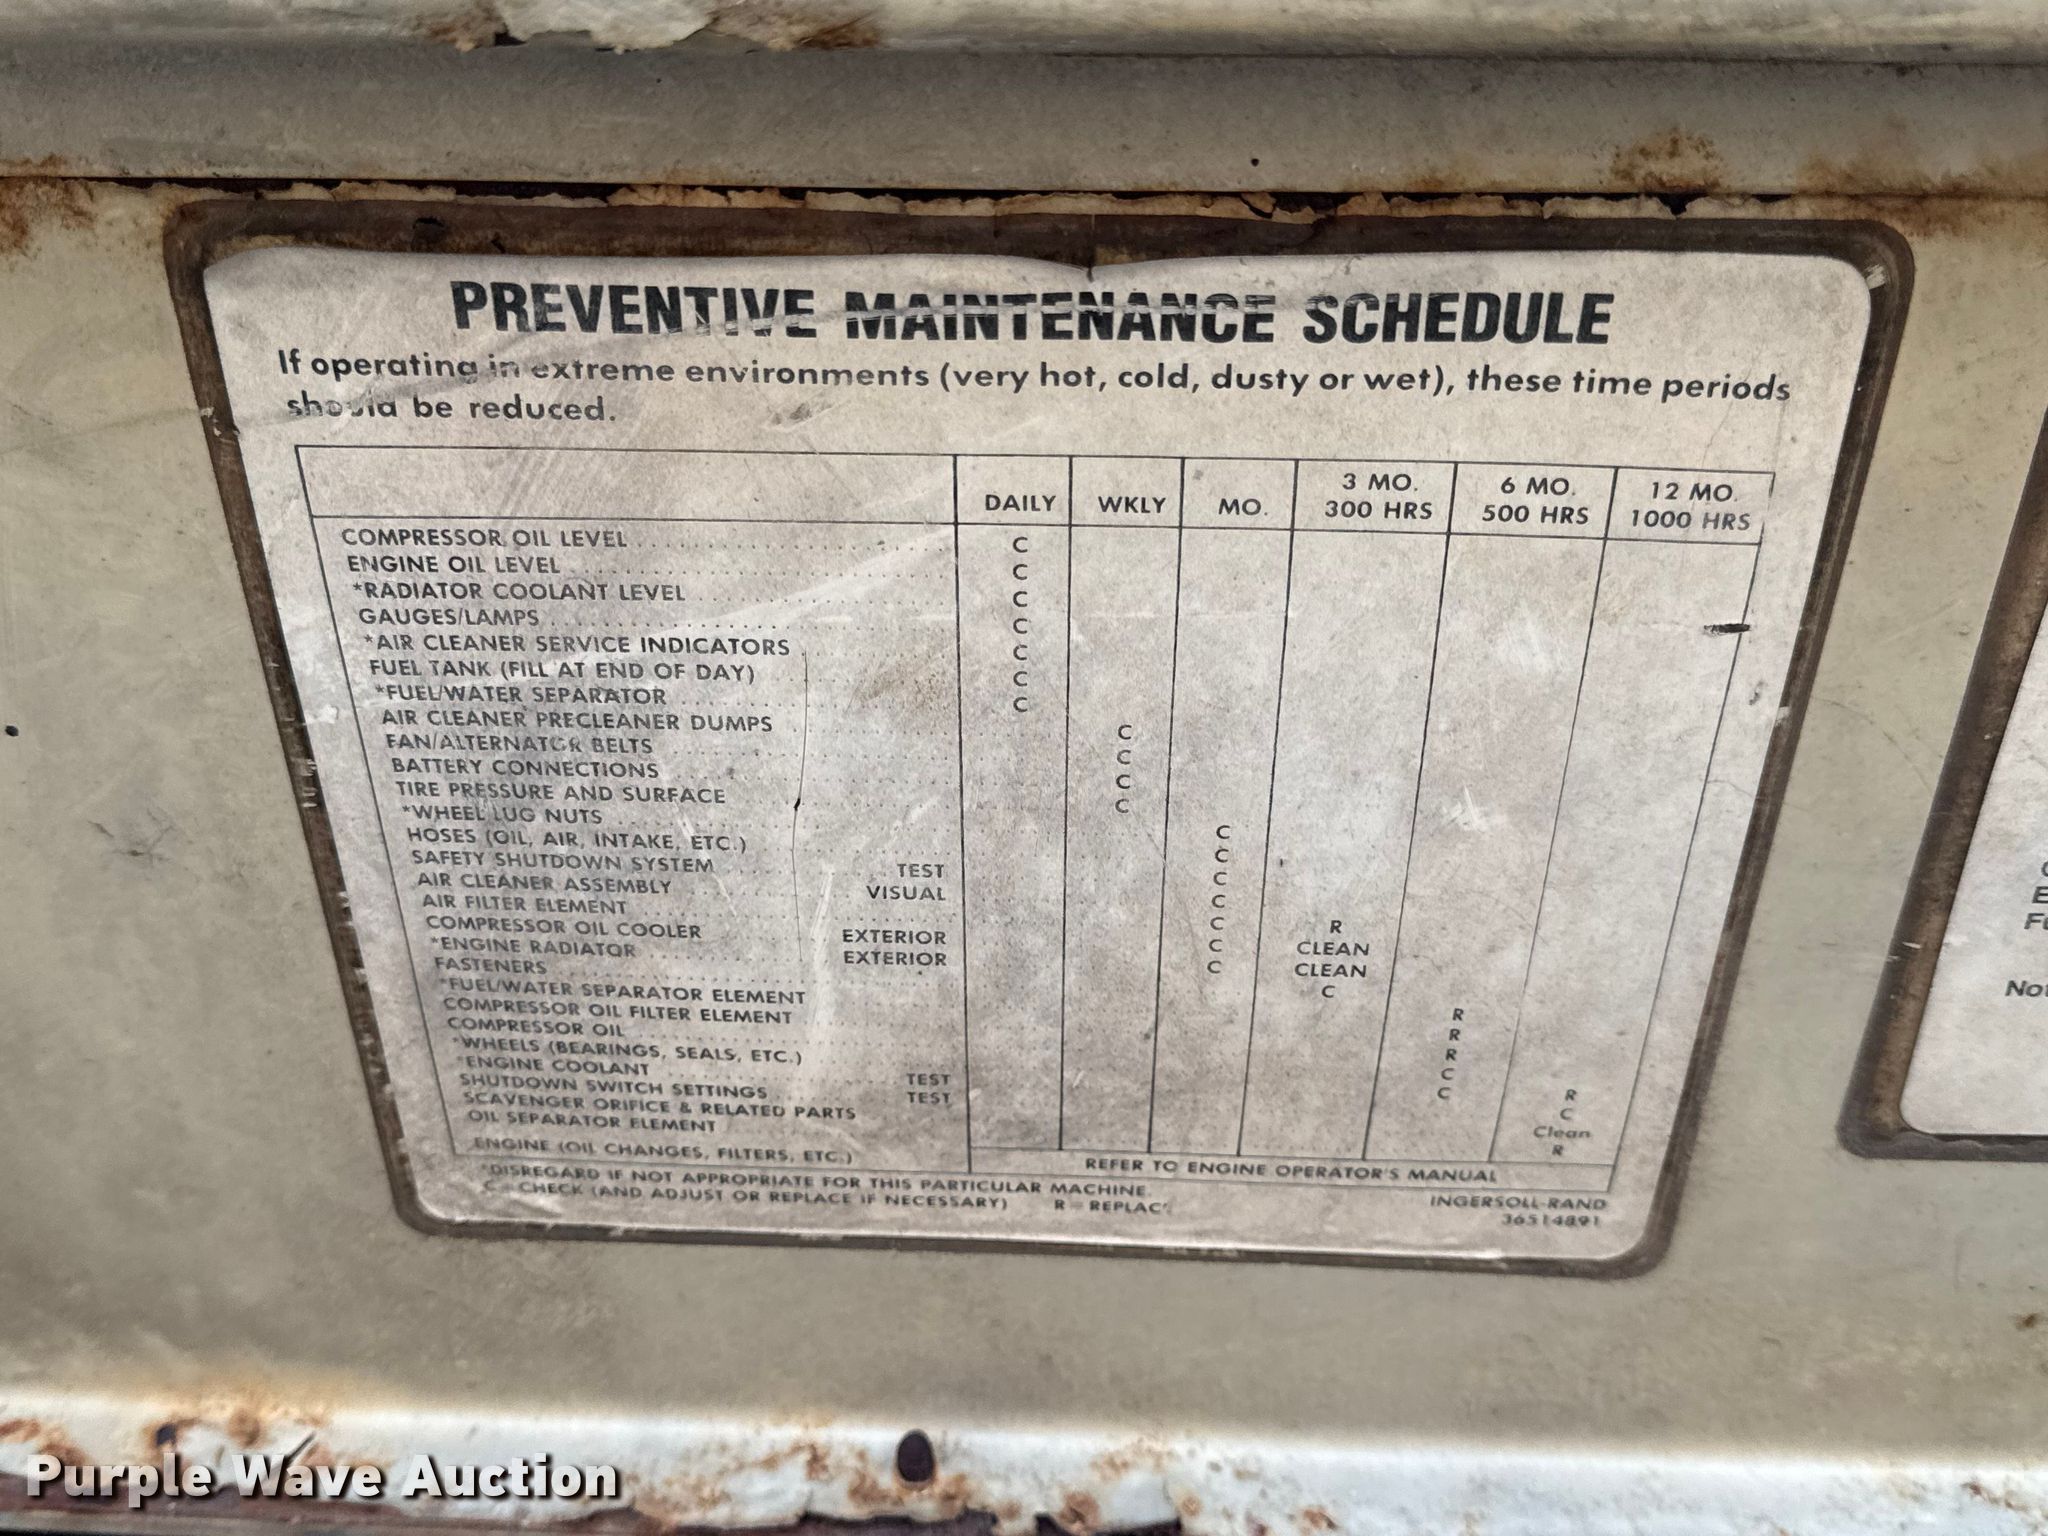 PREVENTIVE MAINTENANCE SCHEDULE
If operating in extreme environments (very hot, cold, dusty or wet), these time periods
should be reduced.
DAILY WKLY MO. 3 MO. 300 HRS 6 MO. 500 HRS 12 MO. 1000 HRS
COMPRESSOR OIL LEVEL C
ENGINE OIL LEVEL C
*RADIATOR COOLANT LEVEL C
GAUGES/LAMPS C
*AIR CLEANER SERVICE INDICATORS C
FUEL TANK (FILL AT END OF DAY) C
*FUEL/WATER SEPARATOR C
AIR CLEANER PRECLEANER DUMPS C
FAN/ALTERNATOR BELTS C
BATTERY CONNECTIONS C
TIRE PRESSURE AND SURFACE C
*WHEEL LUG NUTS C
HOSES (OIL, AIR, INTAKE, ETC.) C
SAFETY SHUTDOWN SYSTEM TEST C
AIR CLEANER ASSEMBLY VISUAL C
AIR FILTER ELEMENT C R
COMPRESSOR OIL COOLER EXTERIOR C CLEAN
*ENGINE RADIATOR EXTERIOR C CLEAN
FASTENERS C
*FUEL/WATER SEPARATOR ELEMENT R
COMPRESSOR OIL FILTER ELEMENT R
COMPRESSOR OIL R
*WHEELS (BEARINGS, SEALS, ETC.) C
*ENGINE COOLANT TEST C R
SHUTDOWN SWITCH SETTINGS TEST C
SCAVENGER ORIFICE & RELATED PARTS Clean
OIL SEPARATOR ELEMENT R
ENGINE (OIL CHANGES, FILTERS, ETC.) REFER TO ENGINE OPERATOR'S MANUAL
*DISREGARD IF NOT APPROPRIATE FOR THIS PARTICULAR MACHINE.
C = CHECK (AND ADJUST OR REPLACE IF NECESSARY) R = REPLAC
INGERSOLL-RAND
36514891
E
Not
Purple Wave Auction